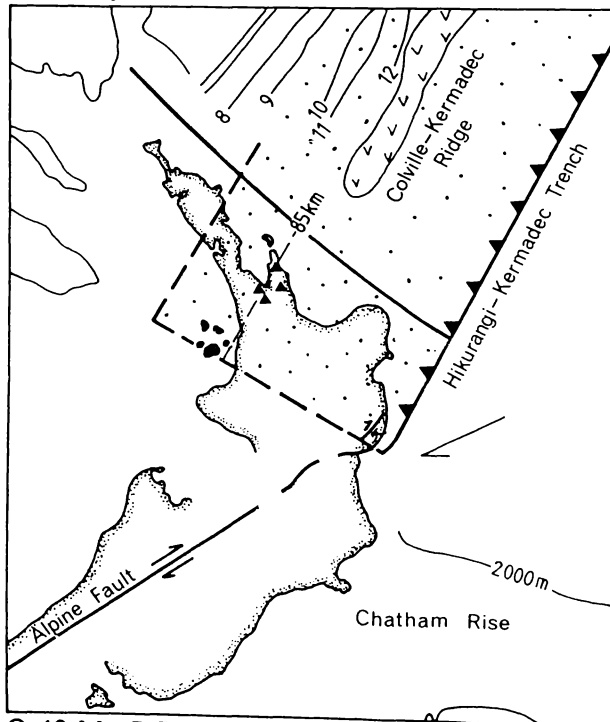 8
9
10
11
12
Colville-Kermadec
Ridge
85km
Hikurangi-Kermadec Trench
Alpine Fault
2000m
Chatham Rise